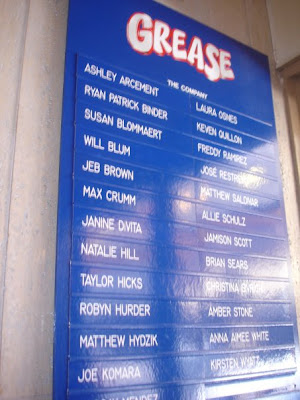 GREASE
THE COMPANY
ASHLEY ARCEMENT
RYAN PATRICK BINDER
SUSAN BLOMMAERT
WILL BLUM
JEB BROWN
MAX CRUMM
JANINE DIVITA
NATALIE HILL
TAYLOR HICKS
ROBYN HURDER
MATTHEW HYDZIK
JOE KOMARA
MENDEZ
LAURA OSNES
KEVEN QUILLON
FREDDY RAMIREZ
JOSÉ RESTREPO
MATTHEW SALDIVAR
ALLIE SCHULZ
JAMISON SCOTT
BRIAN SEARS
CHRISTINA
AMBER STONE
ANNA AIMEE WHITE
KIRSTEN WYATT